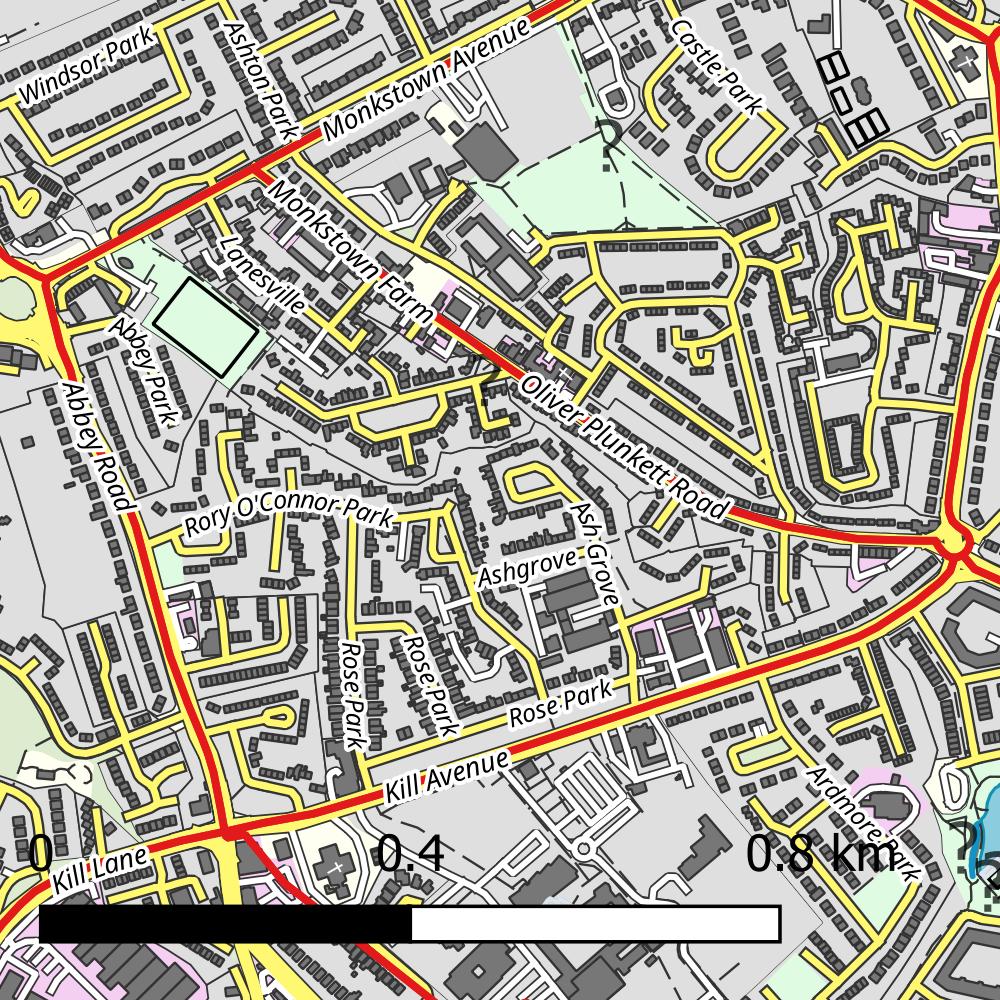 Windsor Park
Ashton Park
Monkstown Avenue
Castle Park
Monkstown Farm
Lanesville
Abbey Park
Abbey Road
Oliver Plunkett Road
Rory O'Connor Park
Ash Grove
Ashgrove
Rose Park
Rose Park
Rose Park
Kill Avenue
Ardmore Park
Kill Lane
0 0.4 0.8 km
?
?
?
?